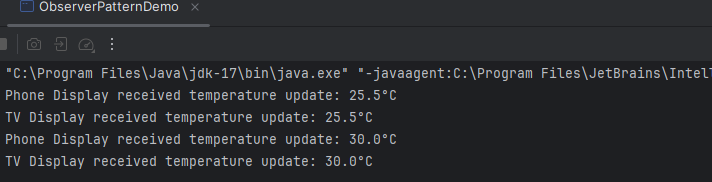 ObserverPatternDemo
"C:\Program Files\Java\jdk-17\bin\java.exe" "-javaagent:C:\Program Files\JetBrains\Intel
Phone Display received temperature update: 25.5°C
TV Display received temperature update: 25.5°C
Phone Display received temperature update: 30.0°C
TV Display received temperature update: 30.0°C